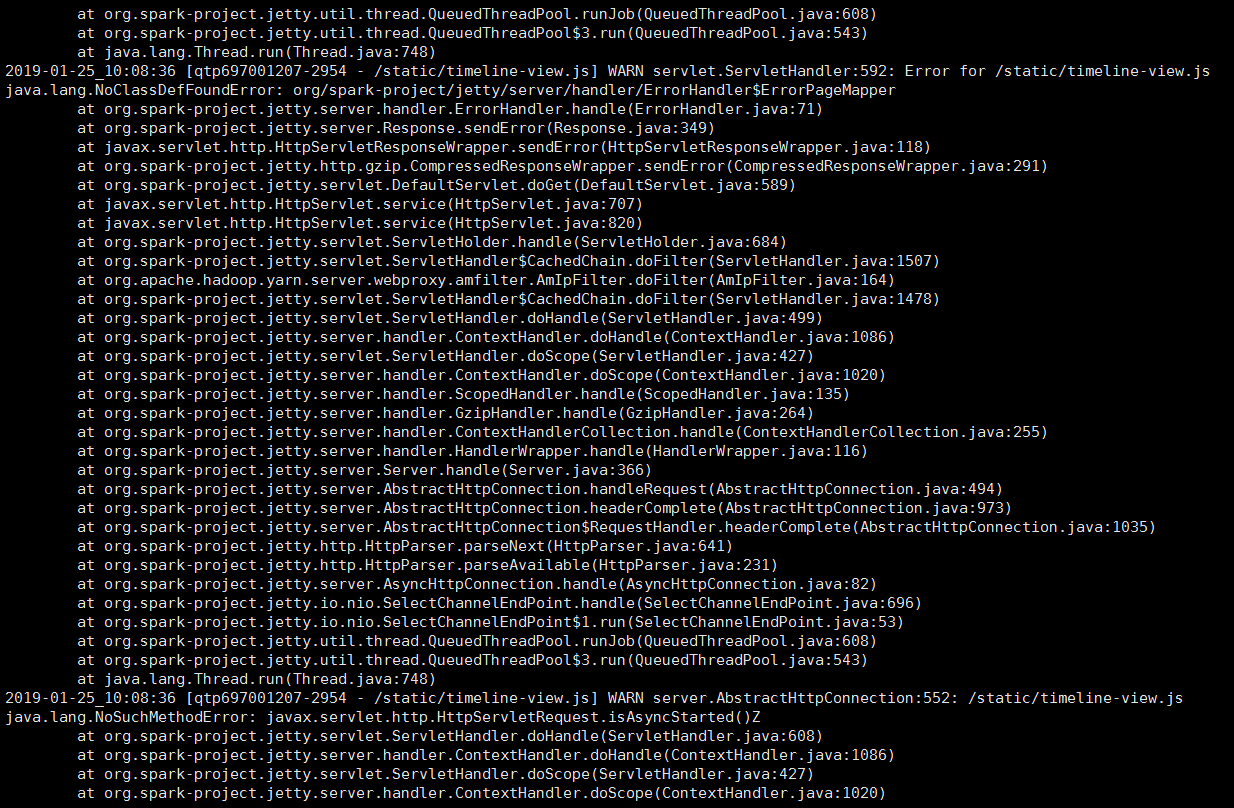 at org.spark-project.jetty.util.thread.QueuedThreadPool.runJob(QueuedThreadPool.java:608)
at org.spark-project.jetty.util.thread.QueuedThreadPool$3.run(QueuedThreadPool.java:543)
at java.lang.Thread.run(Thread.java:748)
2019-01-25_10:08:36 [qtp697001207-2954 - /static/timeline-view.js] WARN servlet.ServletHandler:592: Error for /static/timeline-view.js
java.lang.NoClassDefFoundError: org/spark-project/jetty/server/handler/ErrorHandler$ErrorPageMapper
at org.spark-project.jetty.server.handler.ErrorHandler.handle(ErrorHandler.java:71)
at org.spark-project.jetty.server.Response.sendError(Response.java:349)
at javax.servlet.http.HttpServletResponseWrapper.sendError(HttpServletResponseWrapper.java:118)
at org.spark-project.jetty.http.gzip.CompressedResponseWrapper.sendError(CompressedResponseWrapper.java:291)
at org.spark-project.jetty.servlet.DefaultServlet.doGet(DefaultServlet.java:589)
at javax.servlet.http.HttpServlet.service(HttpServlet.java:707)
at javax.servlet.http.HttpServlet.service(HttpServlet.java:820)
at org.spark-project.jetty.servlet.ServletHolder.handle(ServletHolder.java:684)
at org.spark-project.jetty.servlet.ServletHandler$CachedChain.doFilter(ServletHandler.java:1507)
at org.apache.hadoop.yarn.server.webproxy.amfilter.AmIpFilter.doFilter(AmIpFilter.java:164)
at org.spark-project.jetty.servlet.ServletHandler$CachedChain.doFilter(ServletHandler.java:1478)
at org.spark-project.jetty.servlet.ServletHandler.doHandle(ServletHandler.java:499)
at org.spark-project.jetty.server.handler.ContextHandler.doHandle(ContextHandler.java:1086)
at org.spark-project.jetty.servlet.ServletHandler.doScope(ServletHandler.java:427)
at org.spark-project.jetty.server.handler.ContextHandler.doScope(ContextHandler.java:1020)
at org.spark-project.jetty.server.handler.ScopedHandler.handle(ScopedHandler.java:135)
at org.spark-project.jetty.server.handler.GzipHandler.handle(GzipHandler.java:264)
at org.spark-project.jetty.server.handler.ContextHandlerCollection.handle(ContextHandlerCollection.java:255)
at org.spark-project.jetty.server.handler.HandlerWrapper.handle(HandlerWrapper.java:116)
at org.spark-project.jetty.server.Server.handle(Server.java:366)
at org.spark-project.jetty.server.AbstractHttpConnection.handleRequest(AbstractHttpConnection.java:494)
at org.spark-project.jetty.server.AbstractHttpConnection.headerComplete(AbstractHttpConnection.java:973)
at org.spark-project.jetty.server.AbstractHttpConnection$RequestHandler.headerComplete(AbstractHttpConnection.java:1035)
at org.spark-project.jetty.http.HttpParser.parseNext(HttpParser.java:641)
at org.spark-project.jetty.http.HttpParser.parseAvailable(HttpParser.java:231)
at org.spark-project.jetty.server.AsyncHttpConnection.handle(AsyncHttpConnection.java:82)
at org.spark-project.jetty.io.nio.SelectChannelEndPoint.handle(SelectChannelEndPoint.java:696)
at org.spark-project.jetty.io.nio.SelectChannelEndPoint$1.run(SelectChannelEndPoint.java:53)
at org.spark-project.jetty.util.thread.QueuedThreadPool.runJob(QueuedThreadPool.java:608)
at org.spark-project.jetty.util.thread.QueuedThreadPool$3.run(QueuedThreadPool.java:543)
at java.lang.Thread.run(Thread.java:748)
2019-01-25_10:08:36 [qtp697001207-2954 - /static/timeline-view.js] WARN server.AbstractHttpConnection:552: /static/timeline-view.js
java.lang.NoSuchMethodError: javax.servlet.http.HttpServletRequest.isAsyncStarted()Z
at org.spark-project.jetty.servlet.ServletHandler.doHandle(ServletHandler.java:608)
at org.spark-project.jetty.server.handler.ContextHandler.doHandle(ContextHandler.java:1086)
at org.spark-project.jetty.servlet.ServletHandler.doScope(ServletHandler.java:427)
at org.spark-project.jetty.server.handler.ContextHandler.doScope(ContextHandler.java:1020)